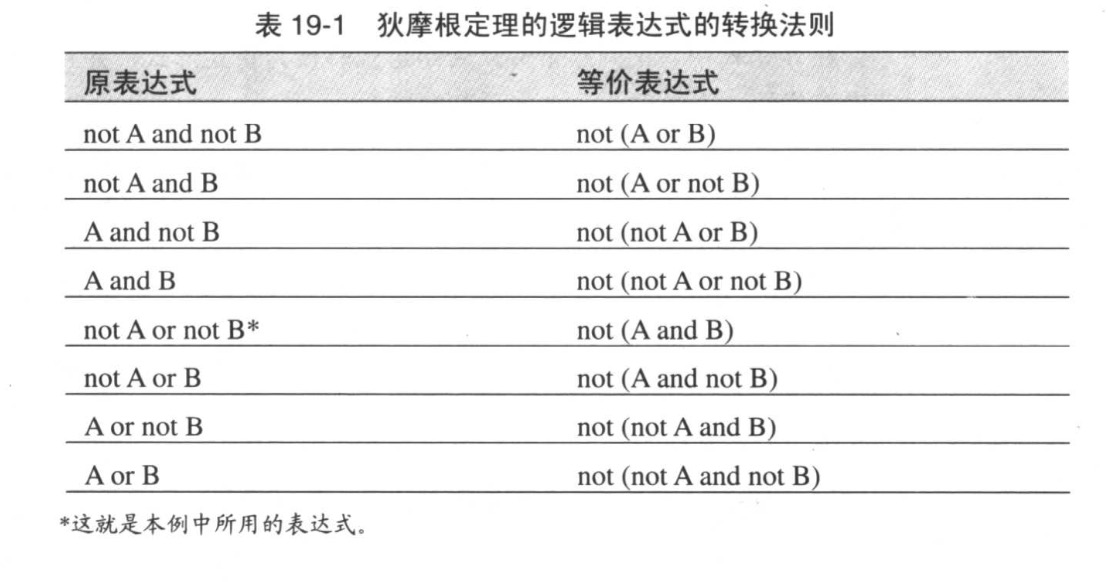 表 19-1 狄摩根定理的逻辑表达式的转换法则
原表达式 等价表达式
not A and not B not (A or B)
not A and B not (A or not B)
A and not B not (not A or B)
A and B not (not A or not B)
not A or not B* not (A and B)
not A or B not (A and not B)
A or not B not (not A and B)
A or B not (not A and not B)
*这就是本例中所用的表达式。